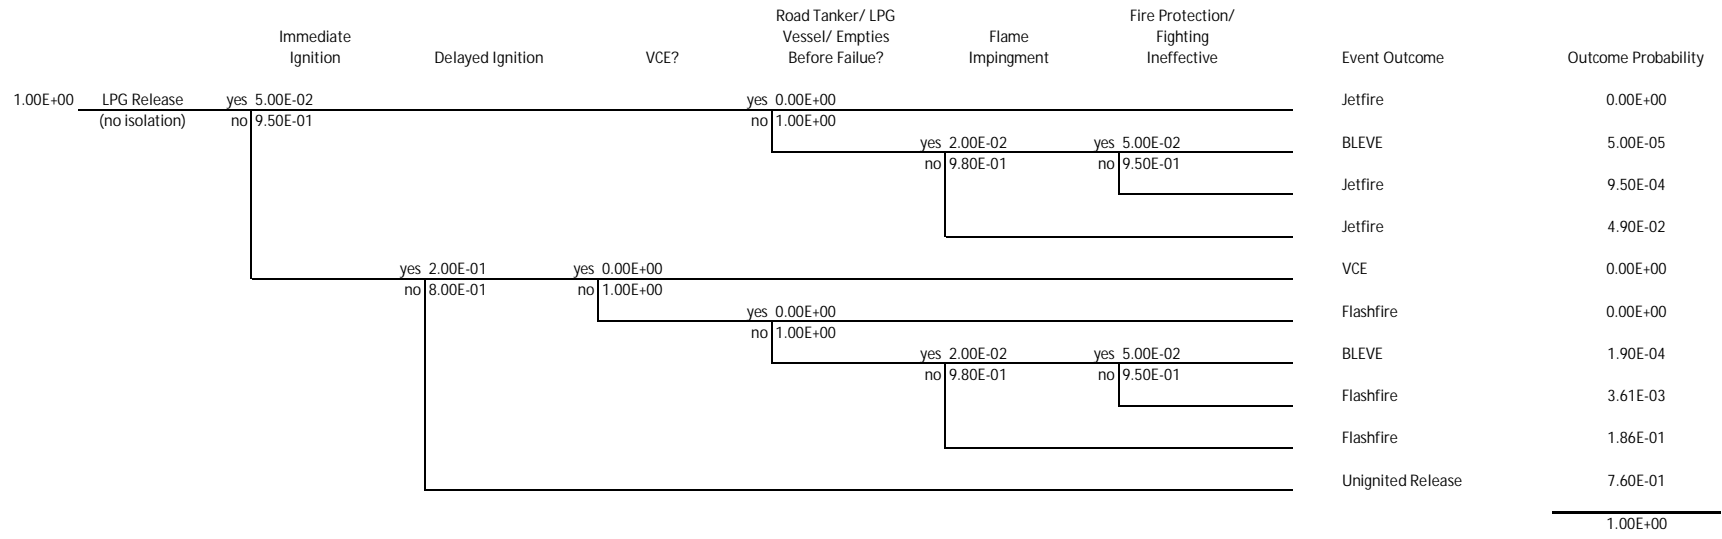 Road Tanker/ LPG
Fire Protection/
Immediate
Vessel/ Empties
Flame
Fighting
Ignition
Delayed Ignition
VCE?
Before Failue?
Impingment
Ineffective
Event Outcome
Outcome Probability
1.00E+00 LPG Release yes 5.00E-02 yes 0.00E+00 Jetfire 0.00E+00
(no isolation) no 9.50E-01 no 1.00E+00
yes 2.00E-02 yes 5.00E-02 BLEVE 5.00E-05
no 9.80E-01 no 9.50E-01
Jetfire 9.50E-04
Jetfire 4.90E-02
yes 2.00E-01 yes 0.00E+00 VCE 0.00E+00
no 8.00E-01 no 1.00E+00
yes 0.00E+00 Flashfire 0.00E+00
no 1.00E+00
yes 2.00E-02 yes 5.00E-02 BLEVE 1.90E-04
no 9.80E-01 no 9.50E-01
Flashfire 3.61E-03
Flashfire 1.86E-01
Unignited Release 7.60E-01
1.00E+00